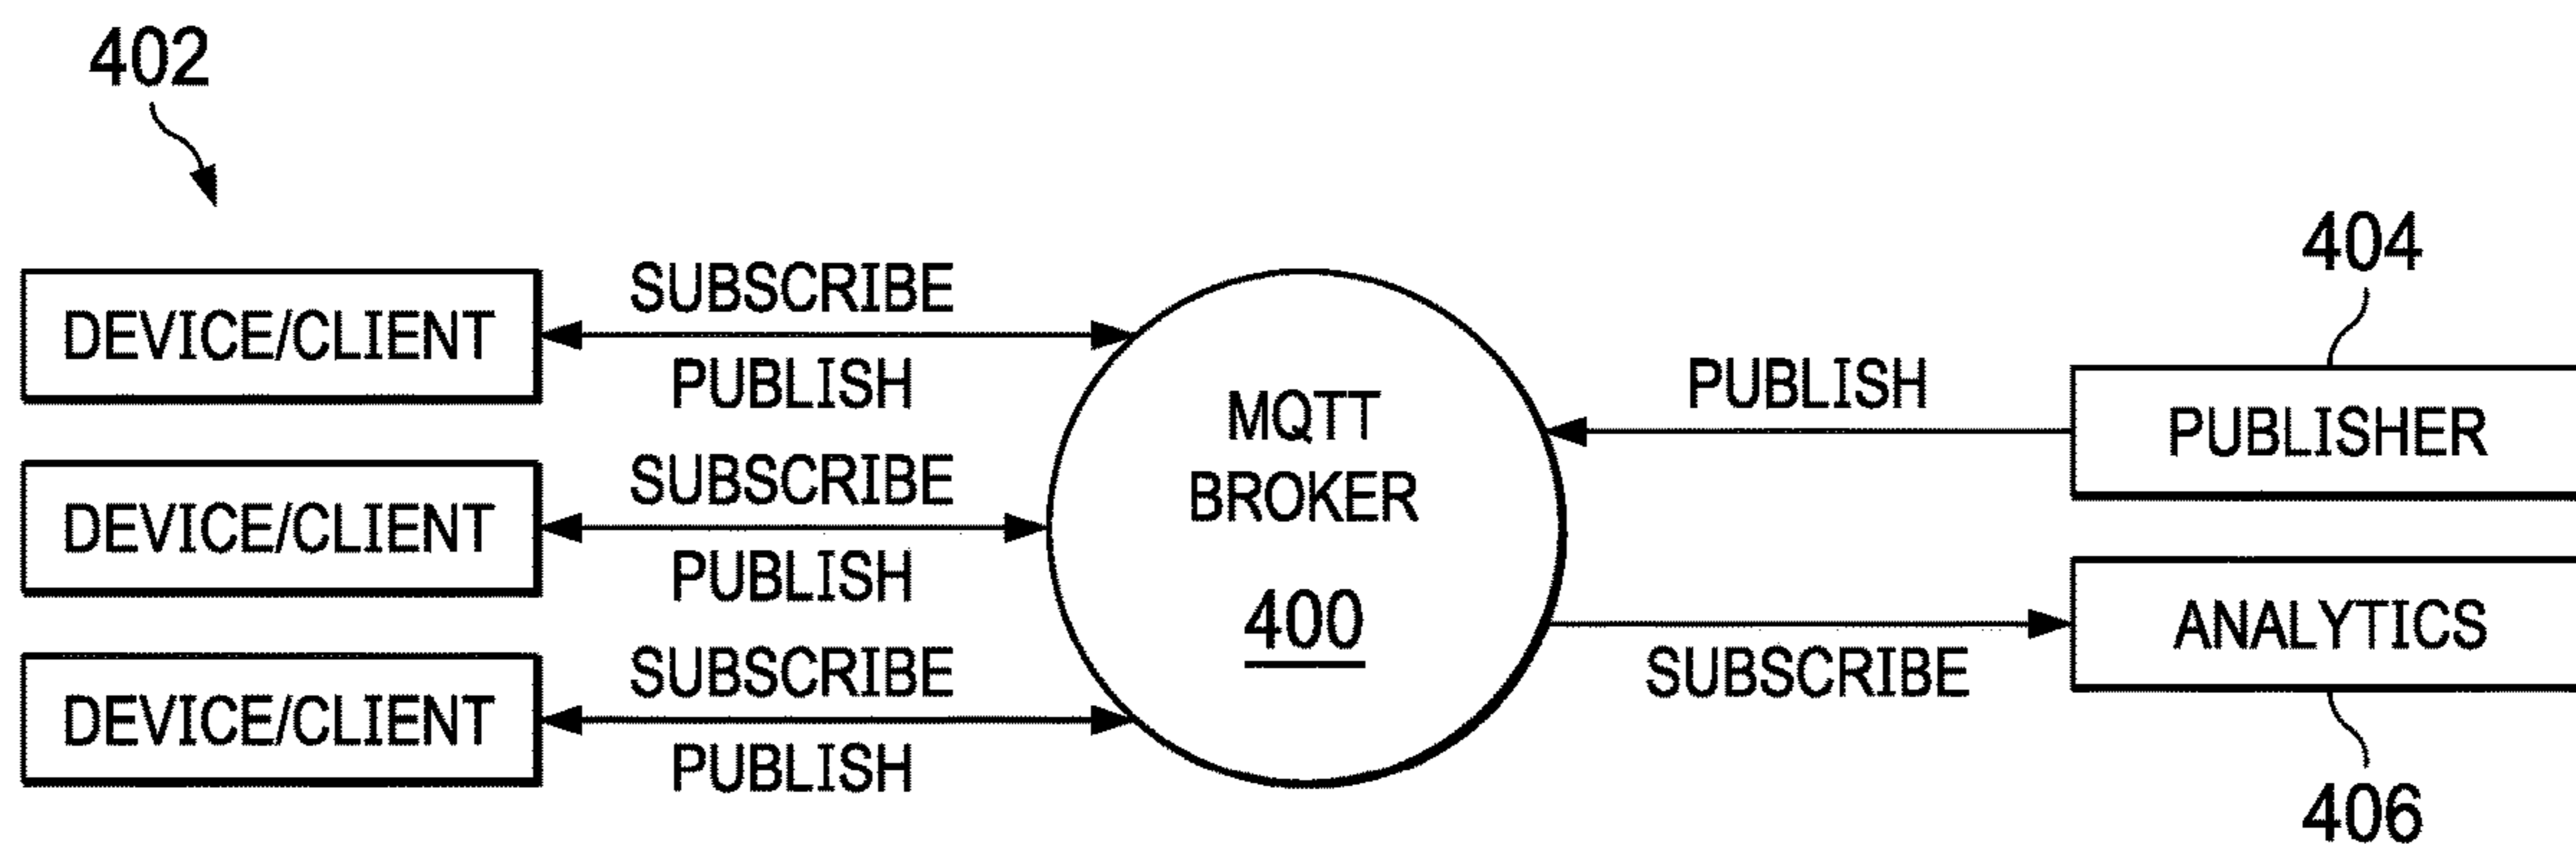 402
404
DEVICE/CLIENT
SUBSCRIBE
PUBLISH
DEVICE/CLIENT
SUBSCRIBE
PUBLISH
DEVICE/CLIENT
SUBSCRIBE
PUBLISH
MQTT
BROKER
400
PUBLISH
PUBLISHER
SUBSCRIBE
ANALYTICS
406